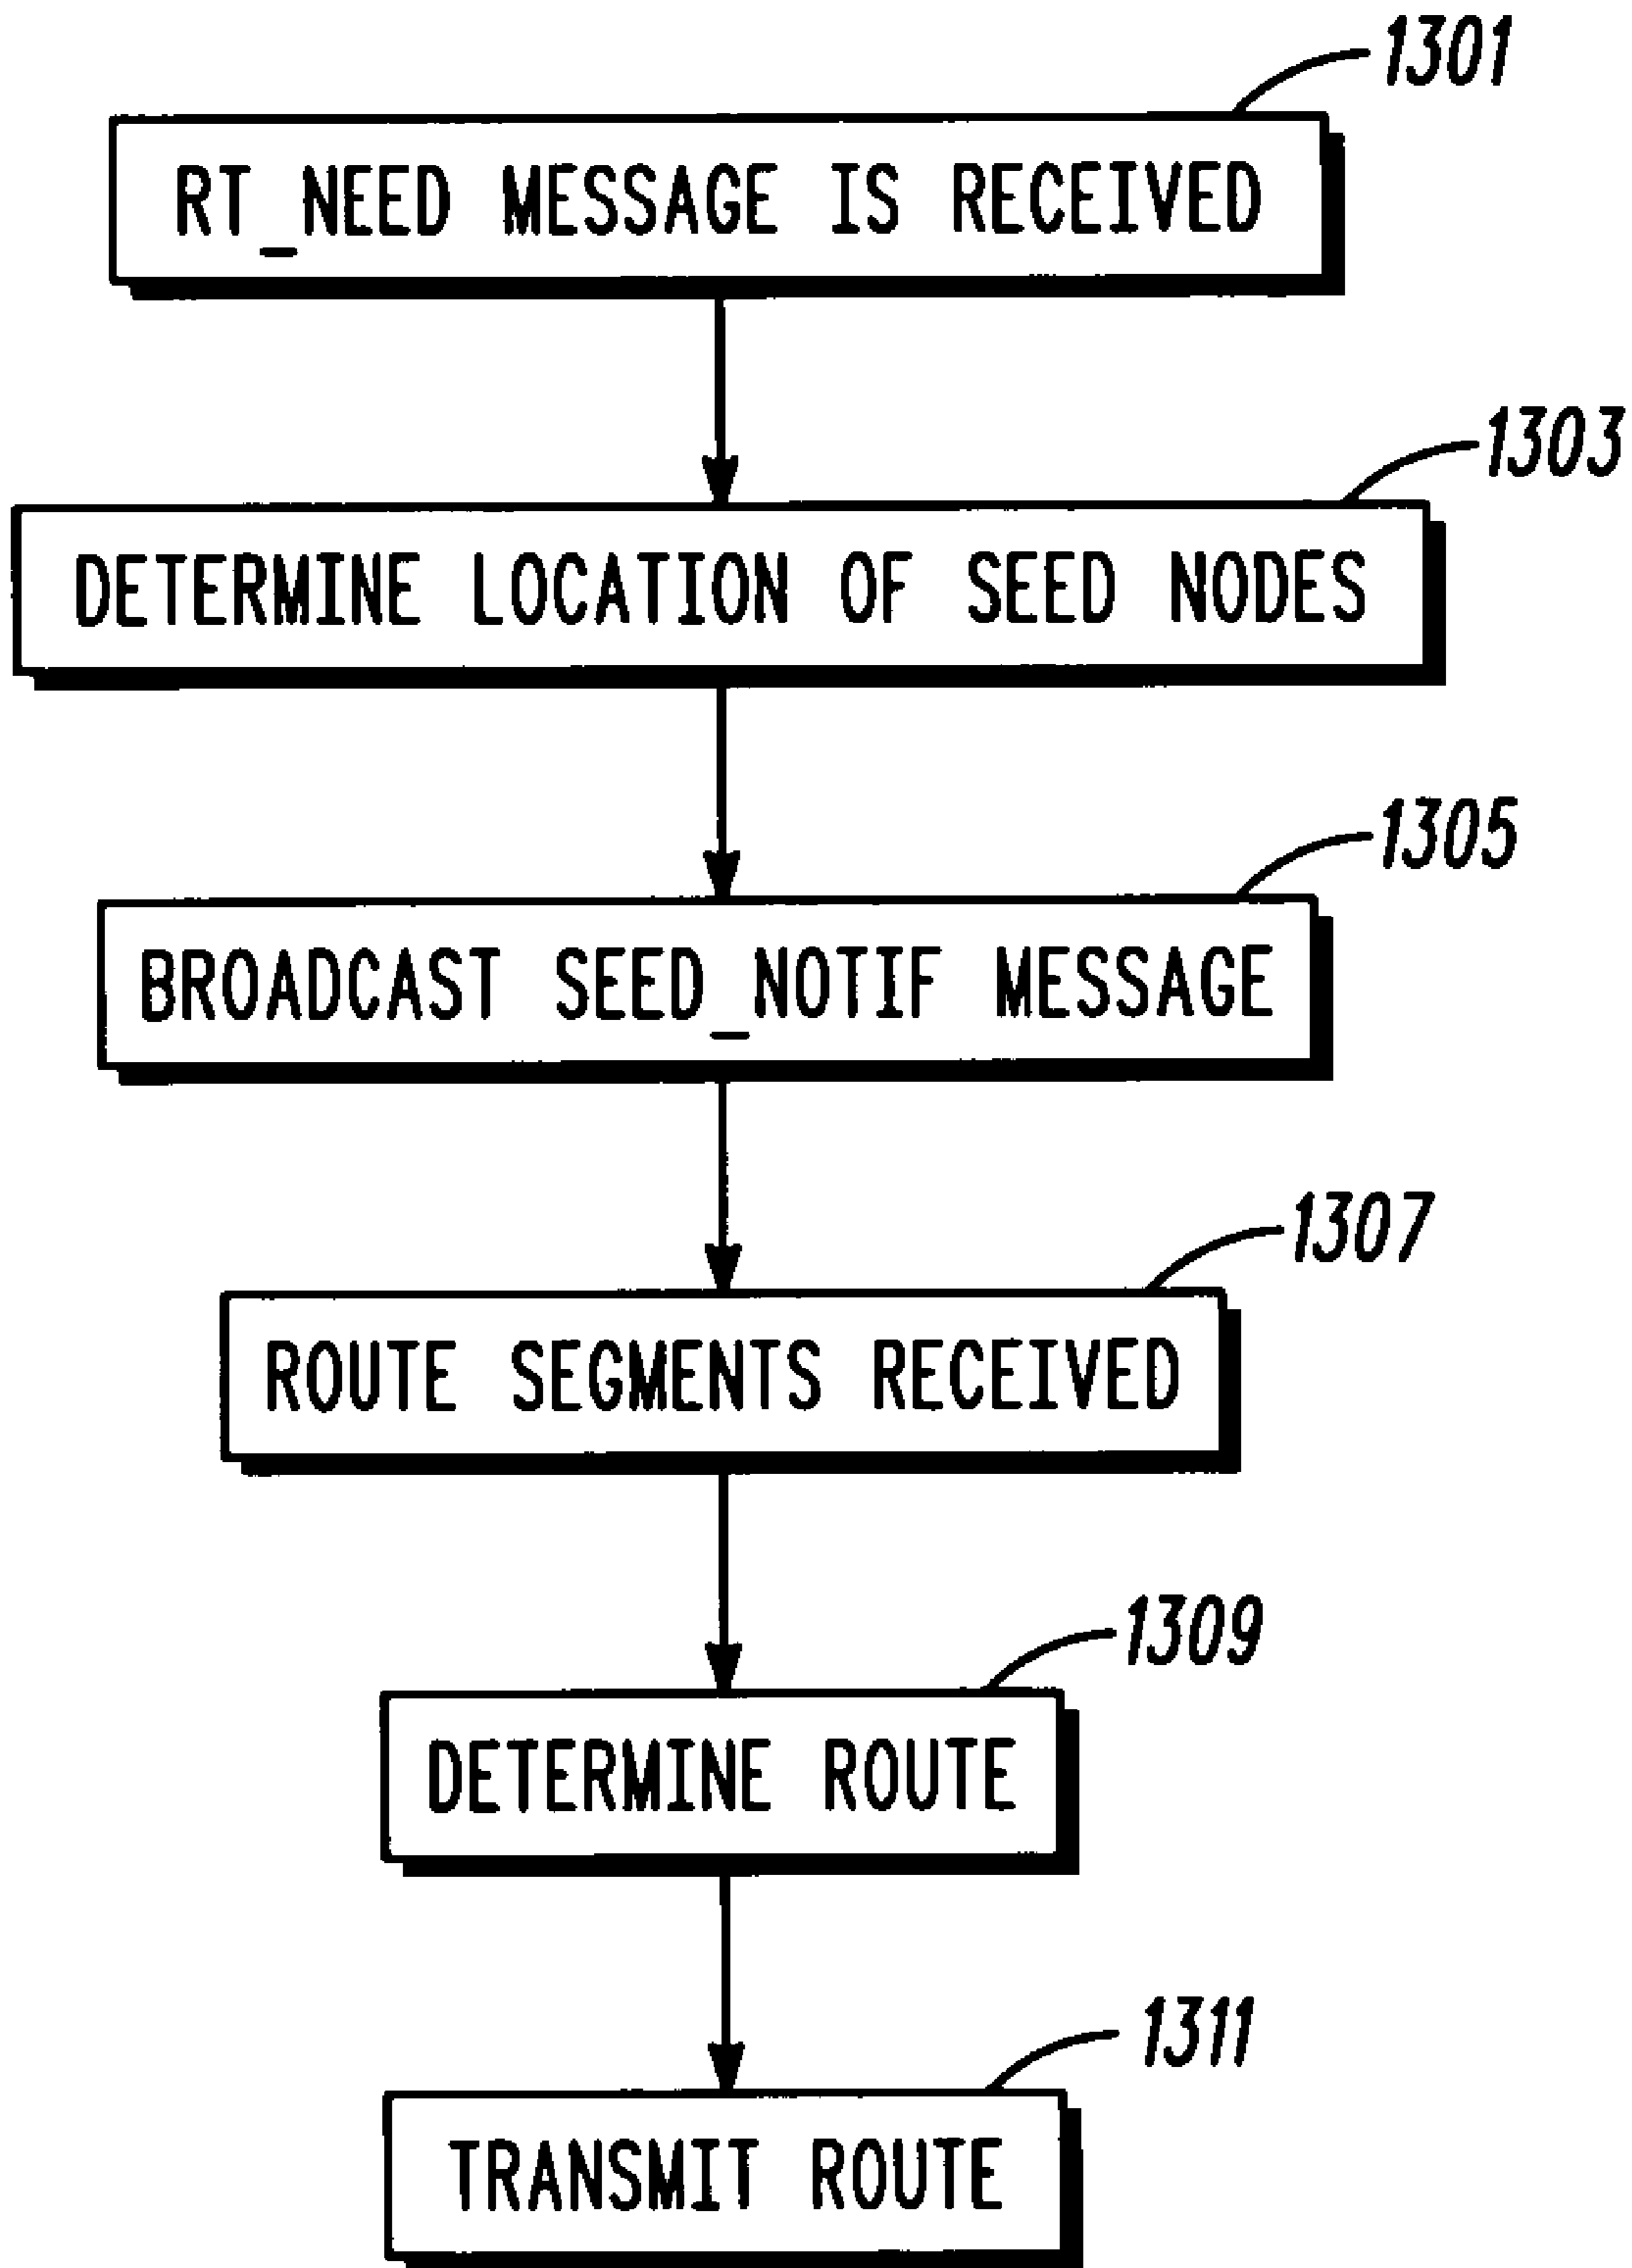 1301
RT_NEED MESSAGE IS RECEIVED
1303
DETERMINE LOCATION OF SEED NODES
1305
BROADCAST SEED_NOTIF MESSAGE
1307
ROUTE SEGMENTS RECEIVED
1309
DETERMINE ROUTE
1311
TRANSMIT ROUTE